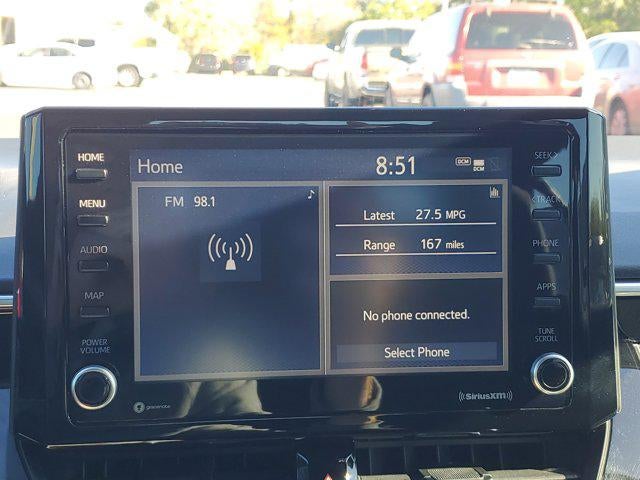 HOME
MENU
AUDIO
MAP
POWER
VOLUME
gracenote
Home
8:51
DCM
DCM
FM 98.1
Latest 27.5 MPG
Range 167 miles
No phone connected.
Select Phone
SEEK >
< TRACK
PHONE
APPS
TUNE
SCROLL
SiriusXM